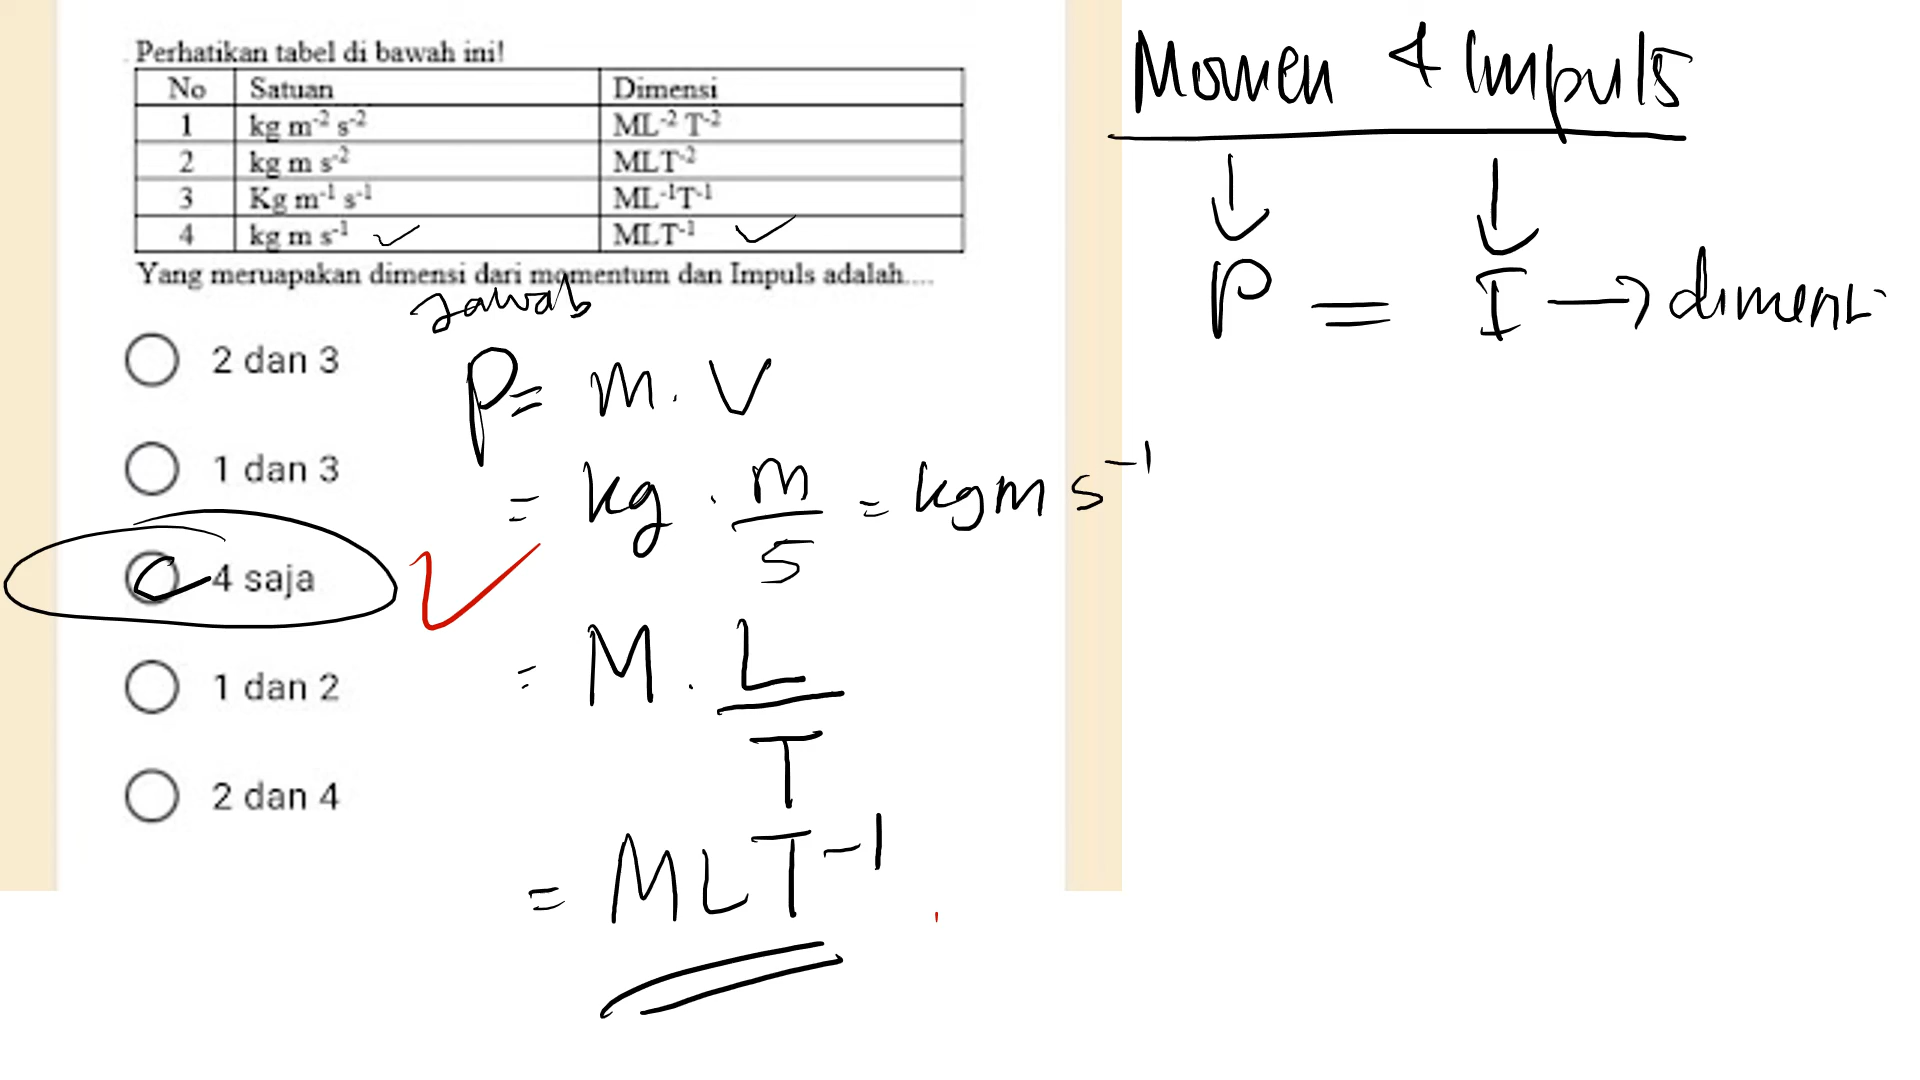 Perhatikan tabel di bawah ini!
No Satuan Dimensi
1 kg m⁻² s⁻² ML⁻² T⁻²
2 kg m s⁻² MLT⁻²
3 Kg m⁻¹ s⁻¹ ML⁻¹T⁻¹
4 kg m s⁻¹ ✓ MLT⁻¹ ✓
Yang meruapakan dimensi dari momentum dan Impuls adalah....
2 dan 3
1 dan 3
4 saja ✓
1 dan 2
2 dan 4
Jawab
P = m . V
= kg . m/s = kgm s⁻¹
= M . L/T
= MLT⁻¹
Momen & Impuls
↓ ↓
P = I → dimensi